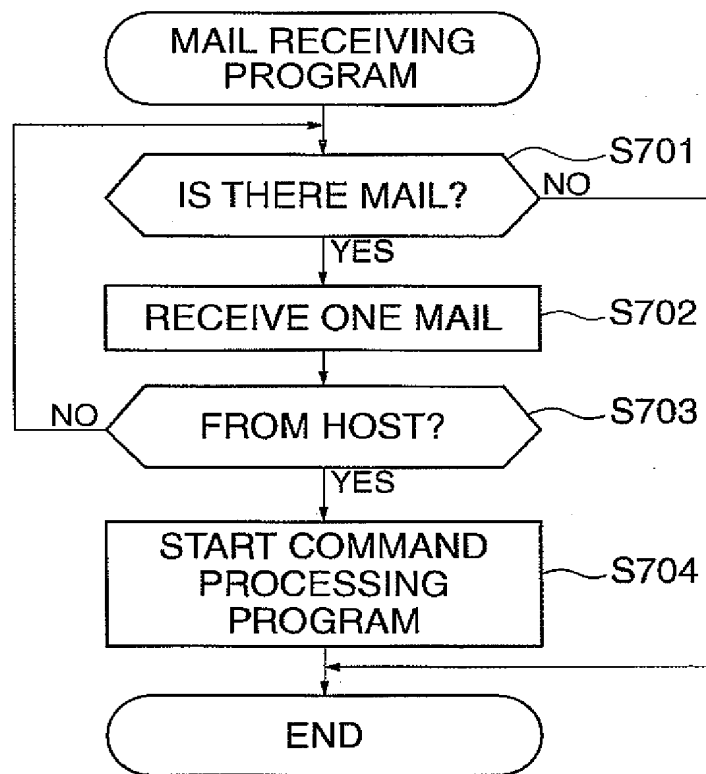 MAIL RECEIVING
PROGRAM
S701
IS THERE MAIL?
NO
YES
RECEIVE ONE MAIL
S702
NO
FROM HOST?
S703
YES
START COMMAND
PROCESSING
PROGRAM
S704
END